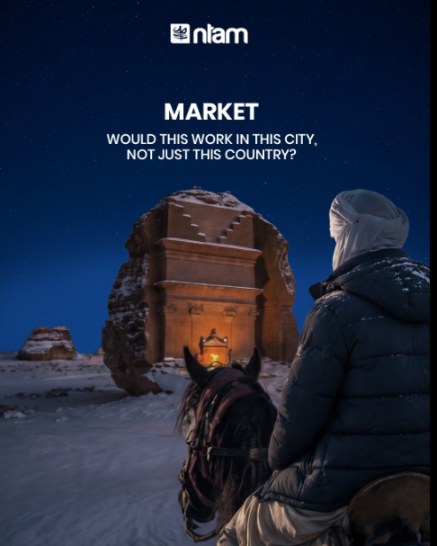 ntam
MARKET
WOULD THIS WORK IN THIS CITY,
NOT JUST THIS COUNTRY?